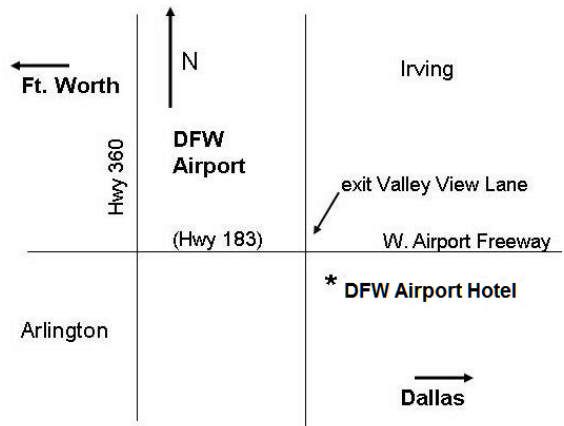 N
Irving
Ft. Worth
DFW
Airport
Hwy 360
exit Valley View Lane
(Hwy 183)
W. Airport Freeway
* DFW Airport Hotel
Arlington
Dallas